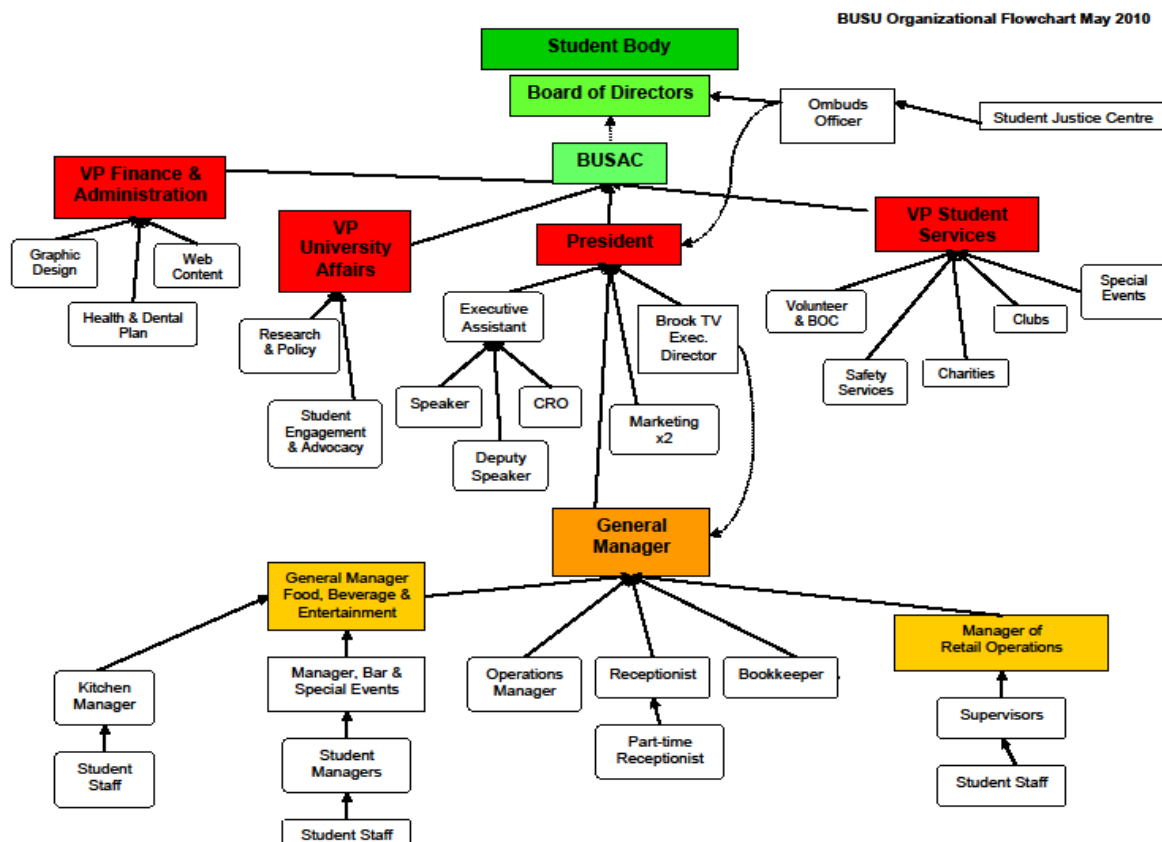 BUSU Organizational Flowchart May 2010
Student Body
Board of Directors
Ombuds
Officer
Student Justice Centre
BUSAC
VP Finance &
Administration
VP
University
Affairs
President
VP Student
Services
Graphic
Design
Web
Content
Health & Dental
Plan
Research
& Policy
Student
Engagement
& Advocacy
Executive
Assistant
Brock TV
Exec.
Director
Speaker
CRO
Deputy
Speaker
Marketing
x2
Volunteer
& BOC
Special
Events
Clubs
Safety
Services
Charities
General
Manager
General Manager
Food, Beverage &
Entertainment
Manager of
Retail Operations
Kitchen
Manager
Manager, Bar &
Special Events
Operations
Manager
Receptionist
Bookkeeper
Supervisors
Student
Staff
Student
Managers
Part-time
Receptionist
Student Staff
Student Staff